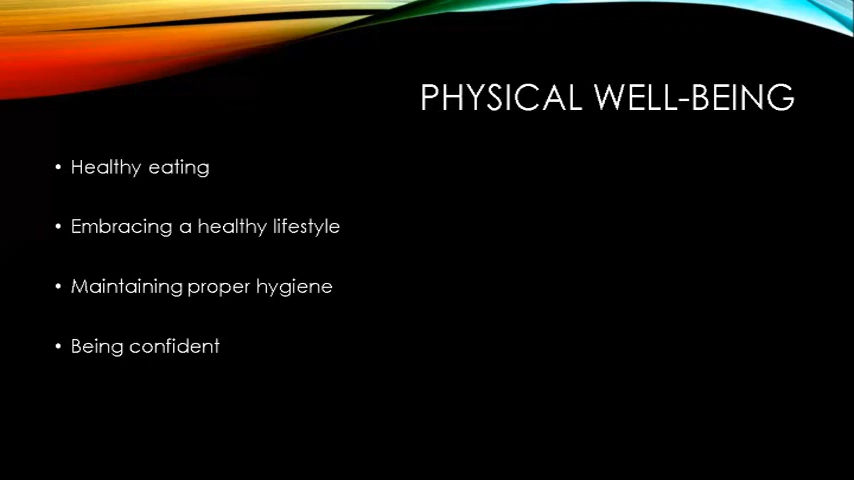 PHYSICAL WELL-BEING
• Healthy eating
• Embracing a healthy lifestyle
• Maintaining proper hygiene
• Being confident